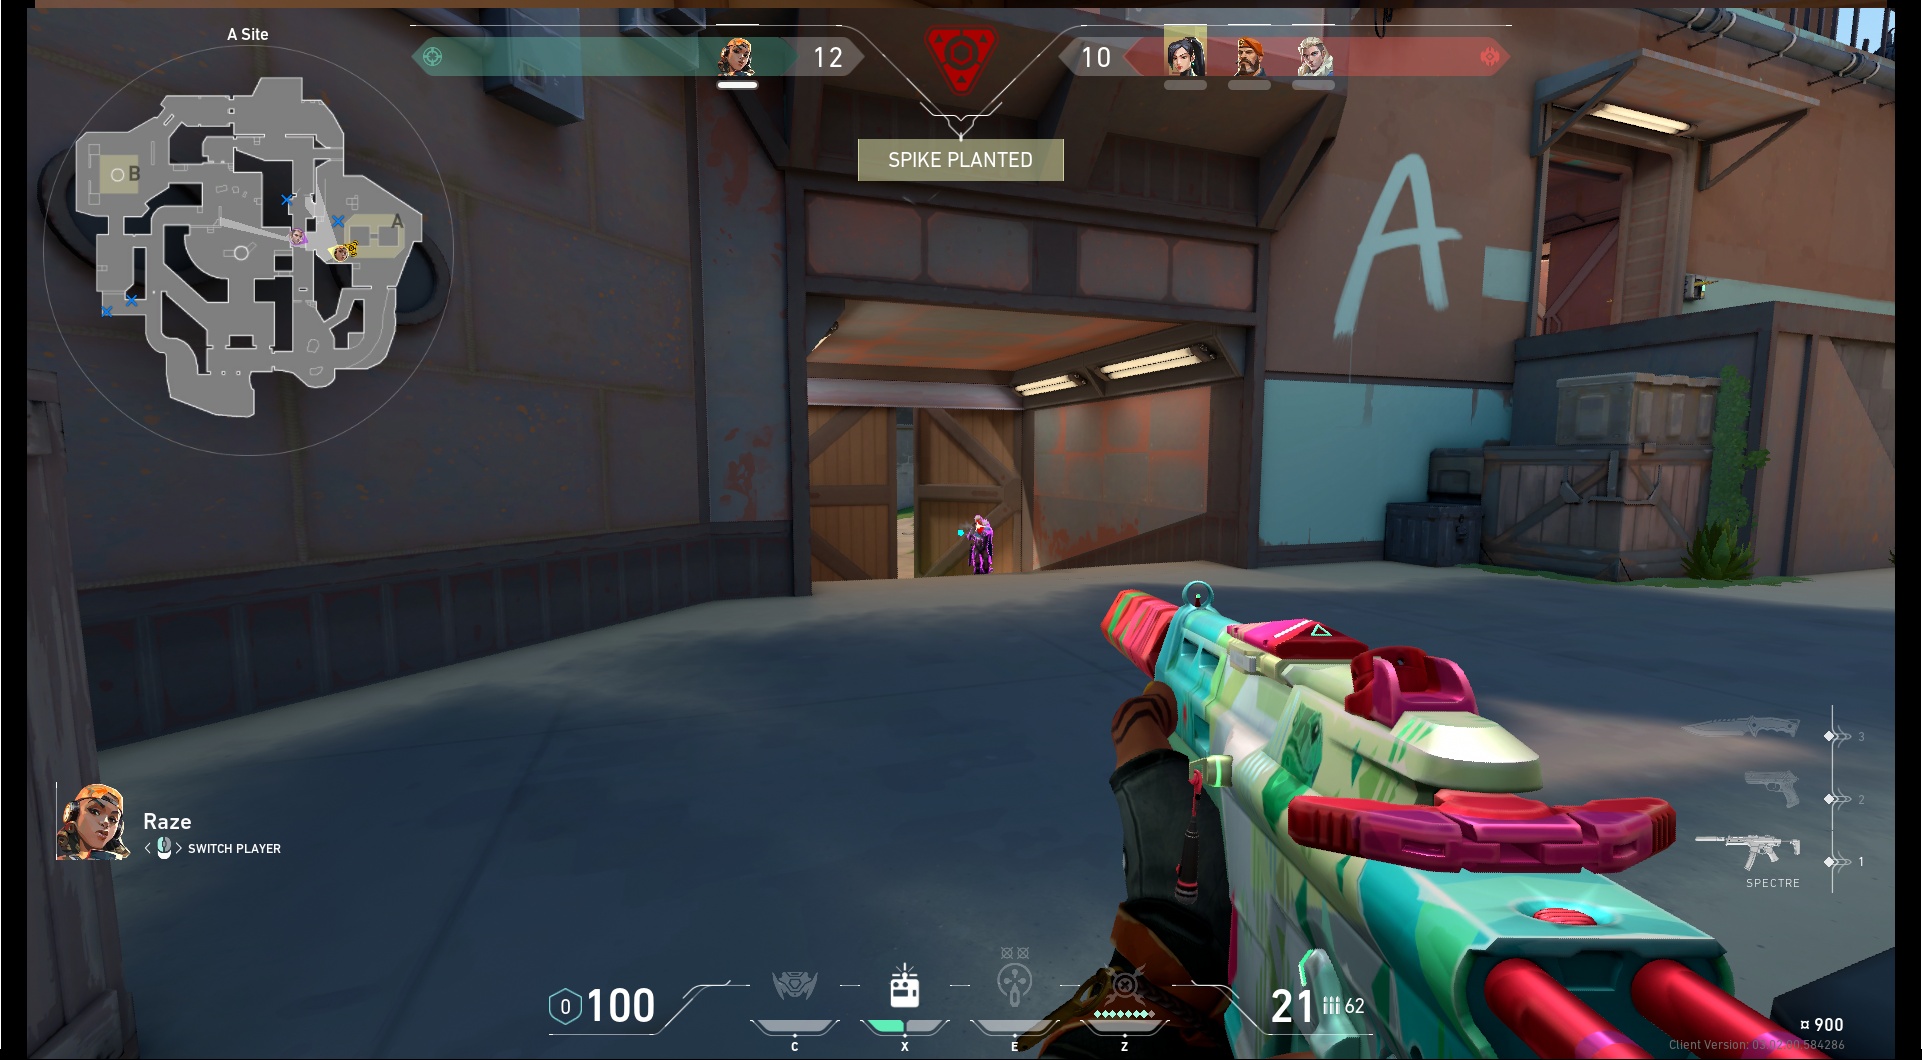 A Site
12
10
SPIKE PLANTED
A
B
A
Raze
< > SWITCH PLAYER
3
2
1
SPECTRE
0 100
21 62
C
X
E
Z
¤ 900